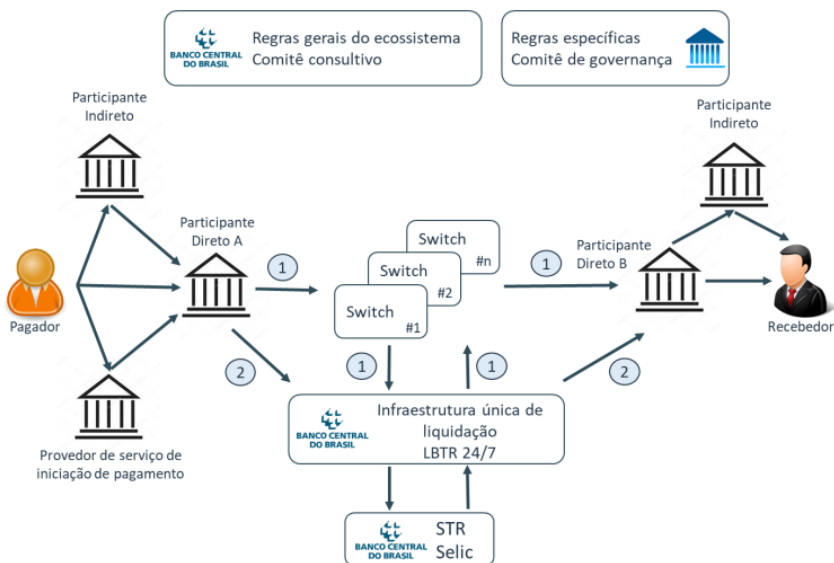 BANCO CENTRAL
DO BRASIL
Regras gerais do ecossistema
Comitê consultivo
Regras específicas
Comitê de governança
Participante
Indireto
Participante
Indireto
Participante
Direto A
Participante
Direto B
Pagador
Recebedor
1
Switch
#n
Switch
#2
Switch
#1
1
2
1
1
2
Provedor de serviço de
iniciação de pagamento
BANCO CENTRAL
DO BRASIL
Infraestrutura única de
liquidação
LBTR 24/7
BANCO CENTRAL
DO BRASIL
STR
Selic